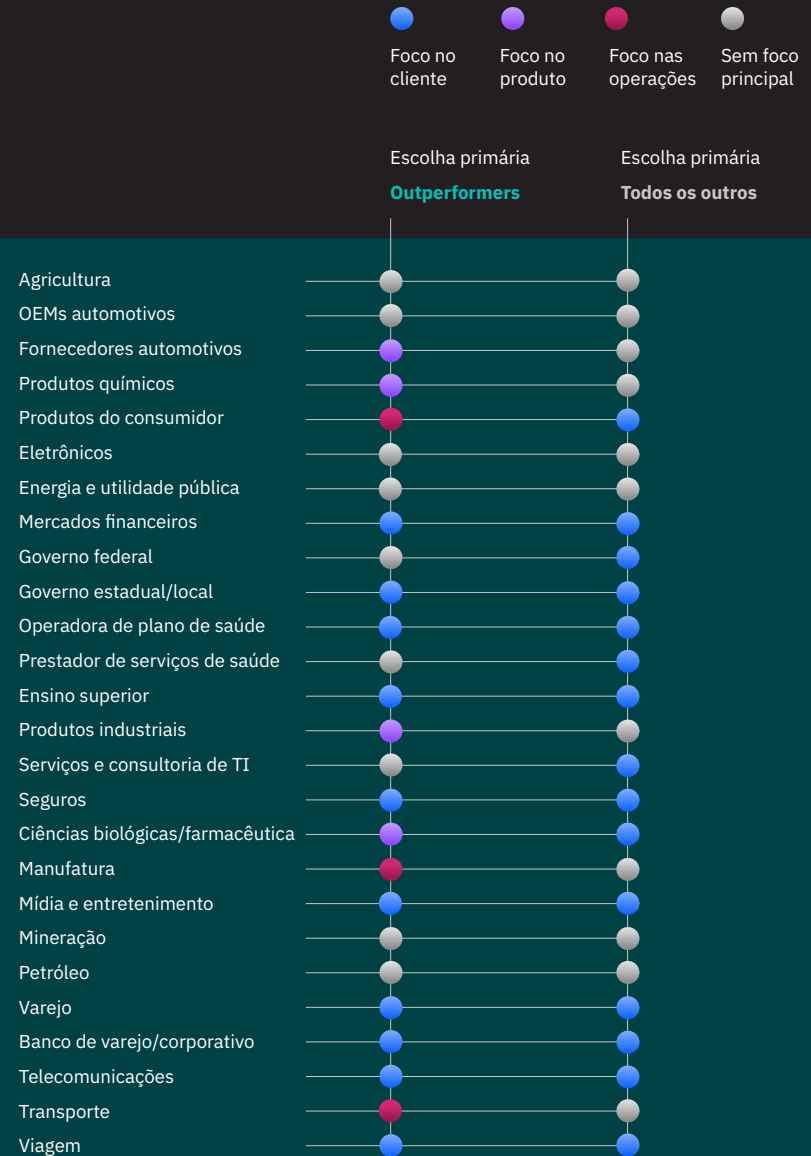 Foco no
cliente
Foco no
produto
Foco nas
operações
Sem foco
principal
Escolha primária
Outperformers
Escolha primária
Todos os outros
Agricultura
OEMs automotivos
Fornecedores automotivos
Produtos químicos
Produtos do consumidor
Eletrônicos
Energia e utilidade pública
Mercados financeiros
Governo federal
Governo estadual/local
Operadora de plano de saúde
Prestador de serviços de saúde
Ensino superior
Produtos industriais
Serviços e consultoria de TI
Seguros
Ciências biológicas/farmacêutica
Manufatura
Mídia e entretenimento
Mineração
Petróleo
Varejo
Banco de varejo/corporativo
Telecomunicações
Transporte
Viagem